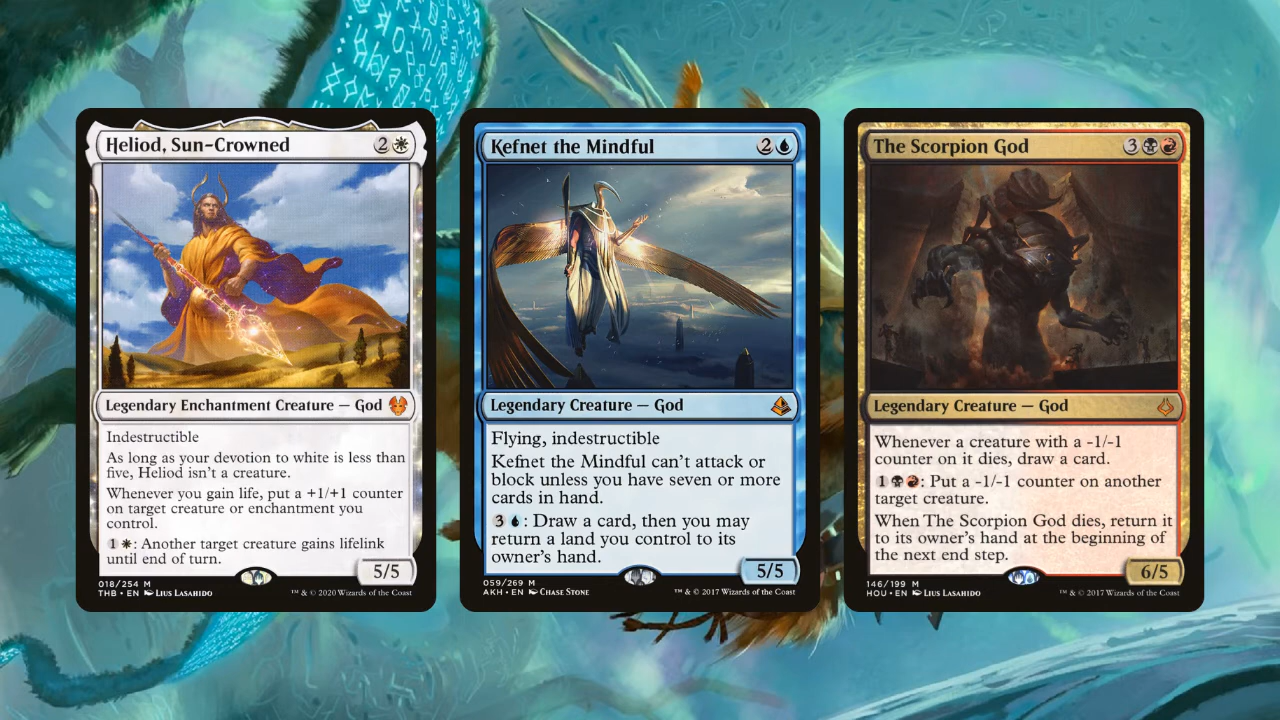 Heliod, Sun-Crowned 2
Legendary Enchantment Creature — God
Indestructible
As long as your devotion to white is less than
five, Heliod isn't a creature.
Whenever you gain life, put a +1/+1 counter
on target creature or enchantment you
control.
1 : Another target creature gains lifelink
until end of turn.
5/5
018/254 M
THB • EN Lius Lasahido ™ & © 2020 Wizards of the Coast
Kefnet the Mindful 2
Legendary Creature — God
Flying, indestructible
Kefnet the Mindful can't attack or
block unless you have seven or more
cards in hand.
3 : Draw a card, then you may
return a land you control to its
owner's hand.
5/5
059/269 M
AKH • EN Chase Stone ™ & © 2017 Wizards of the Coast
The Scorpion God 3
Legendary Creature — God
Whenever a creature with a -1/-1
counter on it dies, draw a card.
1 : Put a -1/-1 counter on another
target creature.
When The Scorpion God dies, return it
to its owner's hand at the beginning of
the next end step.
6/5
146/199 M
HOU • EN Lius Lasahido ™ & © 2017 Wizards of the Coast